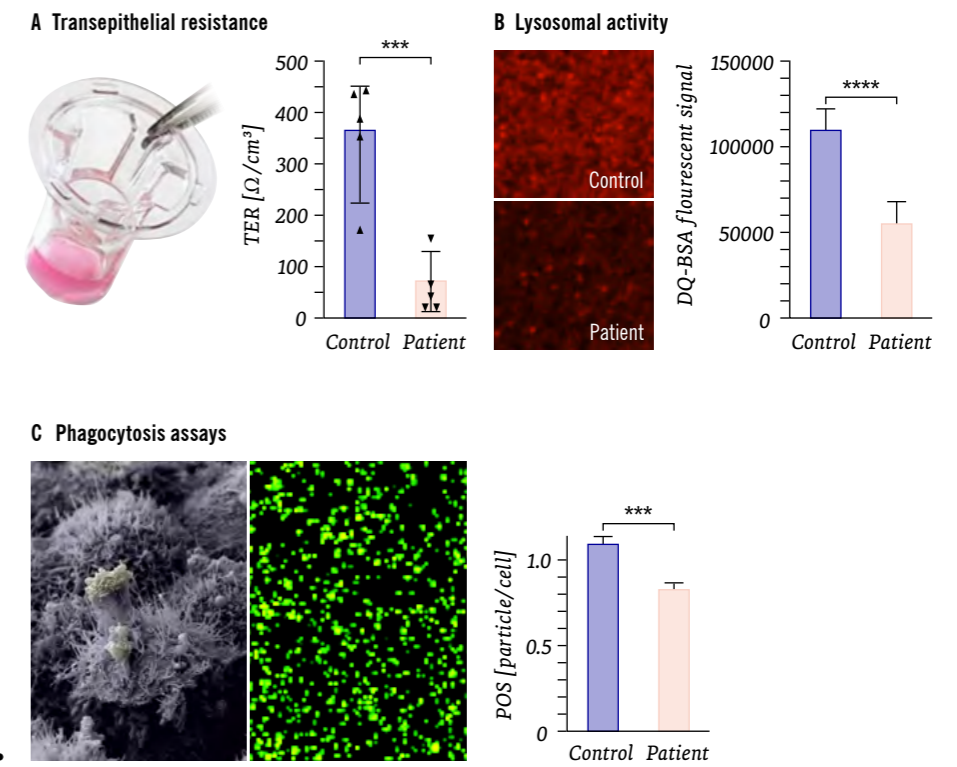 A Transepithelial resistance
***
500
400
300
200
100
0
TER [Ω/cm³]
Control Patient
B Lysosomal activity
Control
Patient
****
150000
100000
50000
0
DQ-BSA flourescent signal
Control Patient
C Phagocytosis assays
***
1.0
0.5
0
POS [particle/cell]
Control Patient